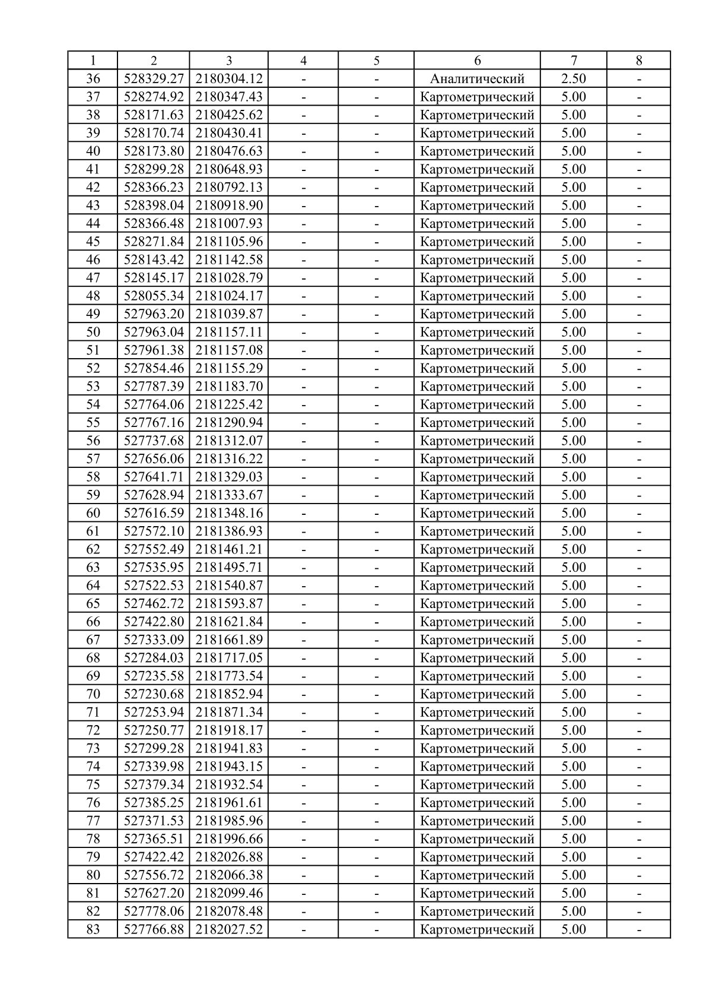 1 2 3 4 5 6 7 8
36 528329.27 2180304.12 - - Аналитический 2.50 -
37 528274.92 2180347.43 - - Картометрический 5.00 -
38 528171.63 2180425.62 - - Картометрический 5.00 -
39 528170.74 2180430.41 - - Картометрический 5.00 -
40 528173.80 2180476.63 - - Картометрический 5.00 -
41 528299.28 2180648.93 - - Картометрический 5.00 -
42 528366.23 2180792.13 - - Картометрический 5.00 -
43 528398.04 2180918.90 - - Картометрический 5.00 -
44 528366.48 2181007.93 - - Картометрический 5.00 -
45 528271.84 2181105.96 - - Картометрический 5.00 -
46 528143.42 2181142.58 - - Картометрический 5.00 -
47 528145.17 2181028.79 - - Картометрический 5.00 -
48 528055.34 2181024.17 - - Картометрический 5.00 -
49 527963.20 2181039.87 - - Картометрический 5.00 -
50 527963.04 2181157.11 - - Картометрический 5.00 -
51 527961.38 2181157.08 - - Картометрический 5.00 -
52 527854.46 2181155.29 - - Картометрический 5.00 -
53 527787.39 2181183.70 - - Картометрический 5.00 -
54 527764.06 2181225.42 - - Картометрический 5.00 -
55 527767.16 2181290.94 - - Картометрический 5.00 -
56 527737.68 2181312.07 - - Картометрический 5.00 -
57 527656.06 2181316.22 - - Картометрический 5.00 -
58 527641.71 2181329.03 - - Картометрический 5.00 -
59 527628.94 2181333.67 - - Картометрический 5.00 -
60 527616.59 2181348.16 - - Картометрический 5.00 -
61 527572.10 2181386.93 - - Картометрический 5.00 -
62 527552.49 2181461.21 - - Картометрический 5.00 -
63 527535.95 2181495.71 - - Картометрический 5.00 -
64 527522.53 2181540.87 - - Картометрический 5.00 -
65 527462.72 2181593.87 - - Картометрический 5.00 -
66 527422.80 2181621.84 - - Картометрический 5.00 -
67 527333.09 2181661.89 - - Картометрический 5.00 -
68 527284.03 2181717.05 - - Картометрический 5.00 -
69 527235.58 2181773.54 - - Картометрический 5.00 -
70 527230.68 2181852.94 - - Картометрический 5.00 -
71 527253.94 2181871.34 - - Картометрический 5.00 -
72 527250.77 2181918.17 - - Картометрический 5.00 -
73 527299.28 2181941.83 - - Картометрический 5.00 -
74 527339.98 2181943.15 - - Картометрический 5.00 -
75 527379.34 2181932.54 - - Картометрический 5.00 -
76 527385.25 2181961.61 - - Картометрический 5.00 -
77 527371.53 2181985.96 - - Картометрический 5.00 -
78 527365.51 2181996.66 - - Картометрический 5.00 -
79 527422.42 2182026.88 - - Картометрический 5.00 -
80 527556.72 2182066.38 - - Картометрический 5.00 -
81 527627.20 2182099.46 - - Картометрический 5.00 -
82 527778.06 2182078.48 - - Картометрический 5.00 -
83 527766.88 2182027.52 - - Картометрический 5.00 -